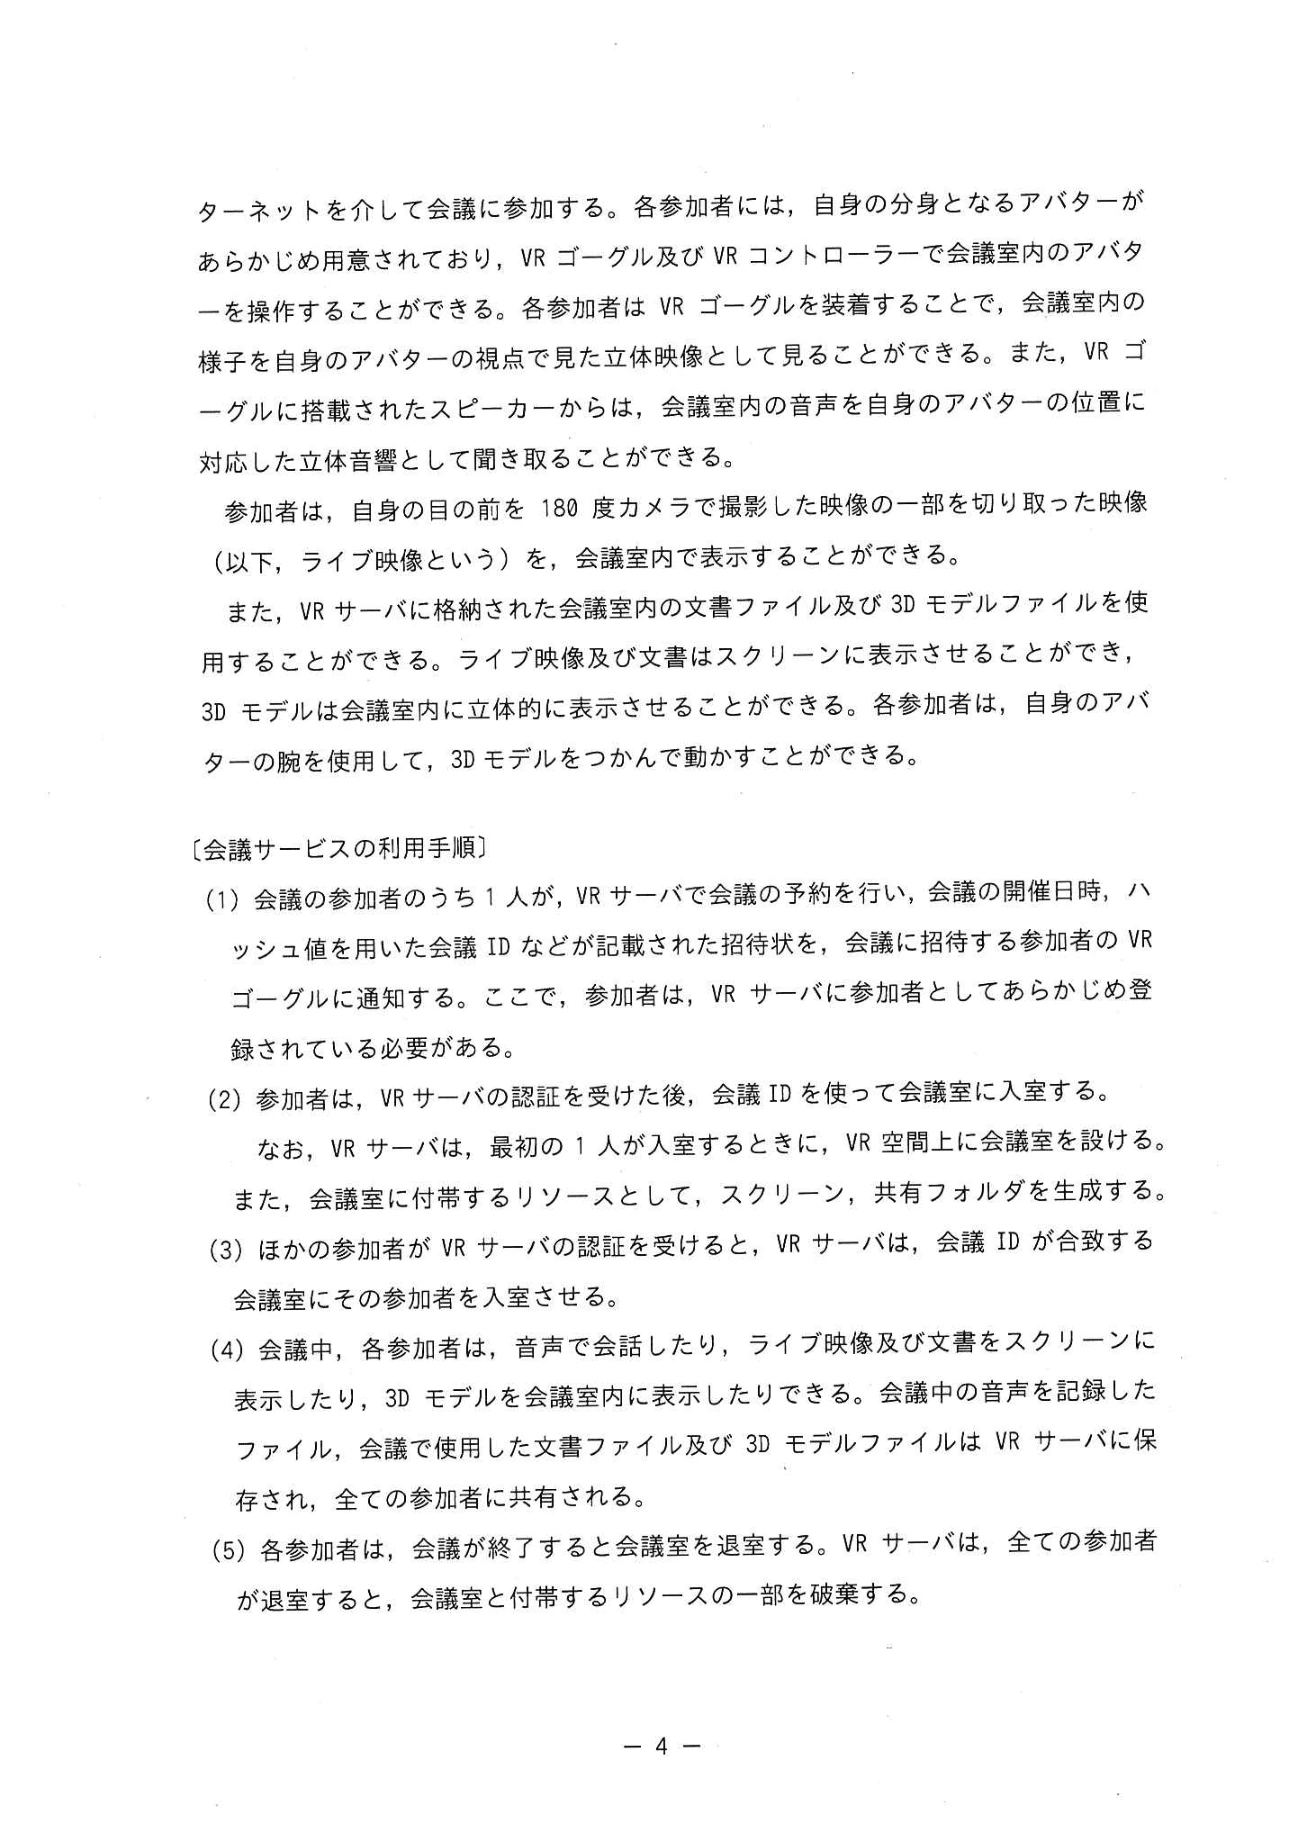 ターネットを介して会議に参加する。各参加者には，自身の分身となるアバターが
あらかじめ用意されており，VR ゴーグル及び VR コントローラーで会議室内のアバタ
ーを操作することができる。各参加者は VR ゴーグルを装着することで，会議室内の
様子を自身のアバターの視点で見た立体映像として見ることができる。また，VR ゴ
ーグルに搭載されたスピーカーからは，会議室内の音声を自身のアバターの位置に
対応した立体音響として聞き取ることができる。
参加者は，自身の目の前を 180 度カメラで撮影した映像の一部を切り取った映像
（以下，ライブ映像という）を，会議室内で表示することができる。
また，VR サーバに格納された会議室内の文書ファイル及び 3D モデルファイルを使
用することができる。ライブ映像及び文書はスクリーンに表示させることができ，
3D モデルは会議室内に立体的に表示させることができる。各参加者は，自身のアバ
ターの腕を使用して，3D モデルをつかんで動かすことができる。
〔会議サービスの利用手順〕
(1) 会議の参加者のうち 1 人が，VR サーバで会議の予約を行い，会議の開催日時，ハ
ッシュ値を用いた会議 ID などが記載された招待状を，会議に招待する参加者の VR
ゴーグルに通知する。ここで，参加者は，VR サーバに参加者としてあらかじめ登
録されている必要がある。
(2) 参加者は，VR サーバの認証を受けた後，会議 ID を使って会議室に入室する。
なお，VR サーバは，最初の 1 人が入室するときに，VR 空間上に会議室を設ける。
また，会議室に付帯するリソースとして，スクリーン，共有フォルダを生成する。
(3) ほかの参加者が VR サーバの認証を受けると，VR サーバは，会議 ID が合致する
会議室にその参加者を入室させる。
(4) 会議中，各参加者は，音声で会話したり，ライブ映像及び文書をスクリーンに
表示したり，3D モデルを会議室内に表示したりできる。会議中の音声を記録した
ファイル，会議で使用した文書ファイル及び 3D モデルファイルは VR サーバに保
存され，全ての参加者に共有される。
(5) 各参加者は，会議が終了すると会議室を退室する。VR サーバは，全ての参加者
が退室すると，会議室と付帯するリソースの一部を破棄する。
－ 4 －